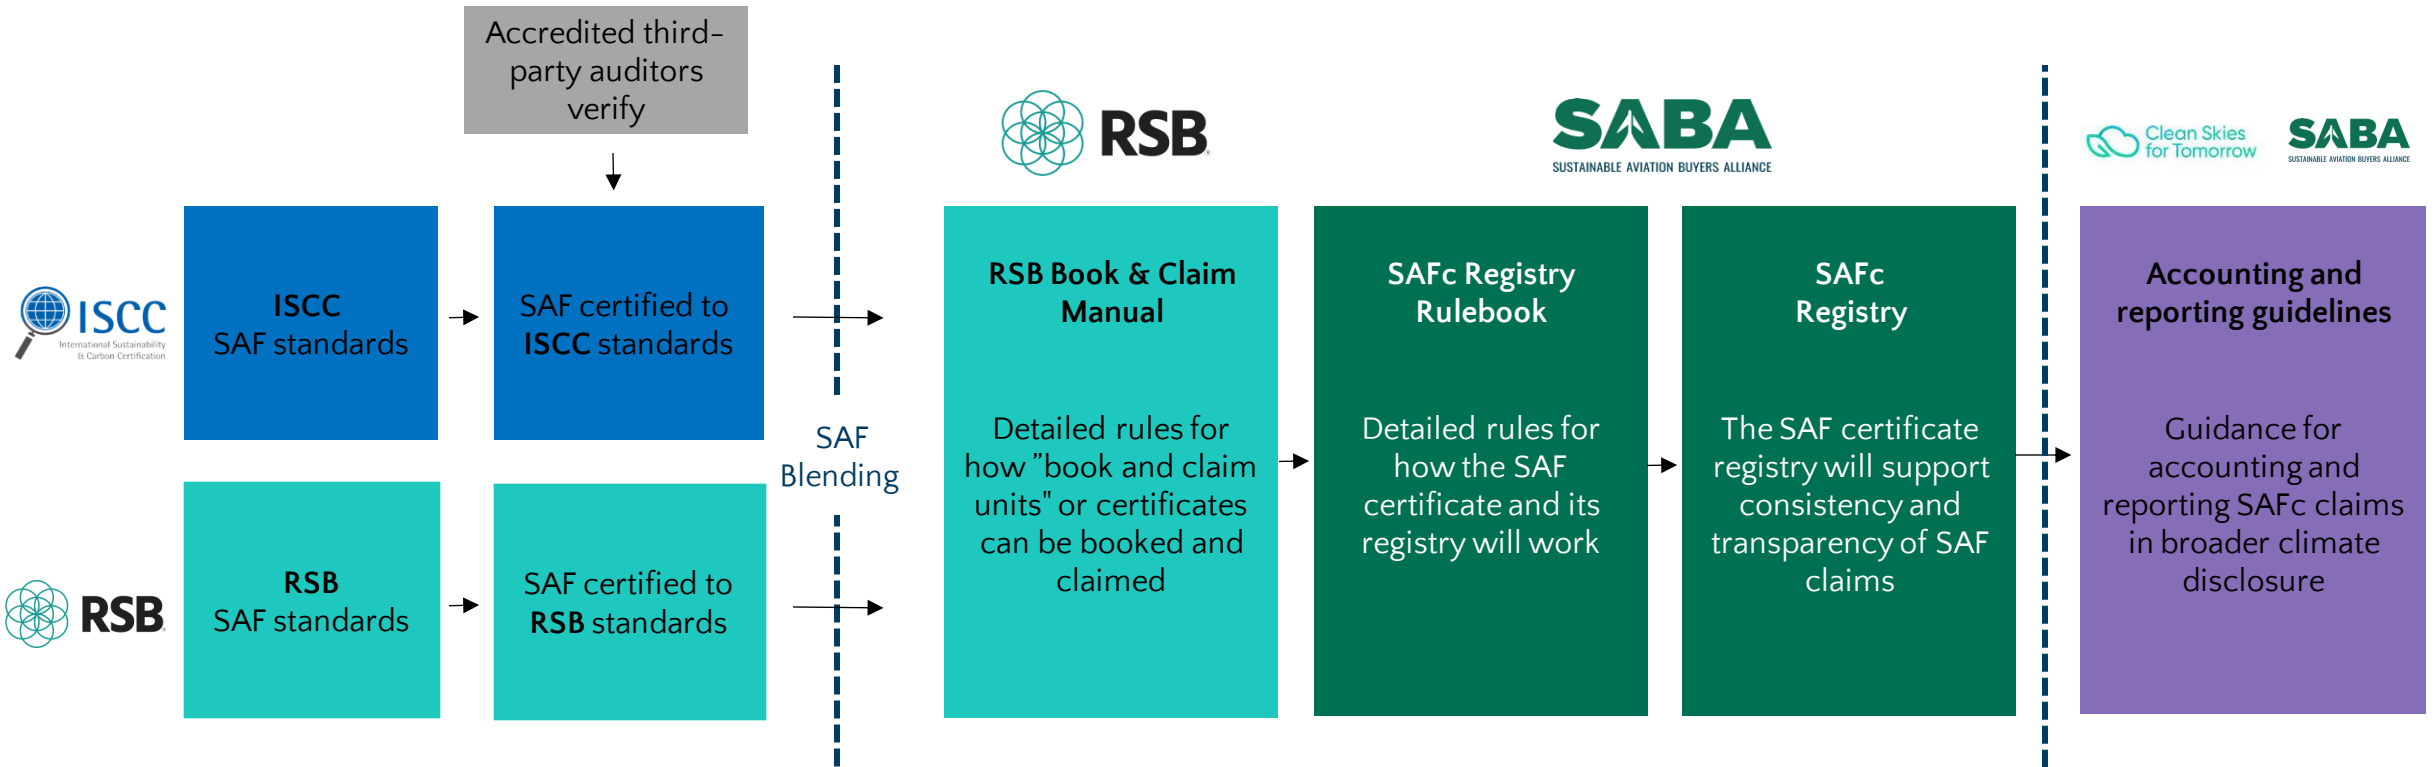 Accredited third-
party auditors
verify
ISCC
International Sustainability
& Carbon Certification
ISCC
SAF standards
SAF certified to
ISCC standards
RSB
RSB
SAF standards
SAF certified to
RSB standards
SAF
Blending
RSB
RSB Book & Claim
Manual
Detailed rules for
how ”book and claim
units" or certificates
can be booked and
claimed
SABA
SUSTAINABLE AVIATION BUYERS ALLIANCE
SAFc Registry
Rulebook
Detailed rules for
how the SAF
certificate and its
registry will work
SAFc
Registry
The SAF certificate
registry will support
consistency and
transparency of SAF
claims
Clean Skies
for Tomorrow
SABA
SUSTAINABLE AVIATION BUYERS ALLIANCE
Accounting and
reporting guidelines
Guidance for
accounting and
reporting SAFc claims
in broader climate
disclosure